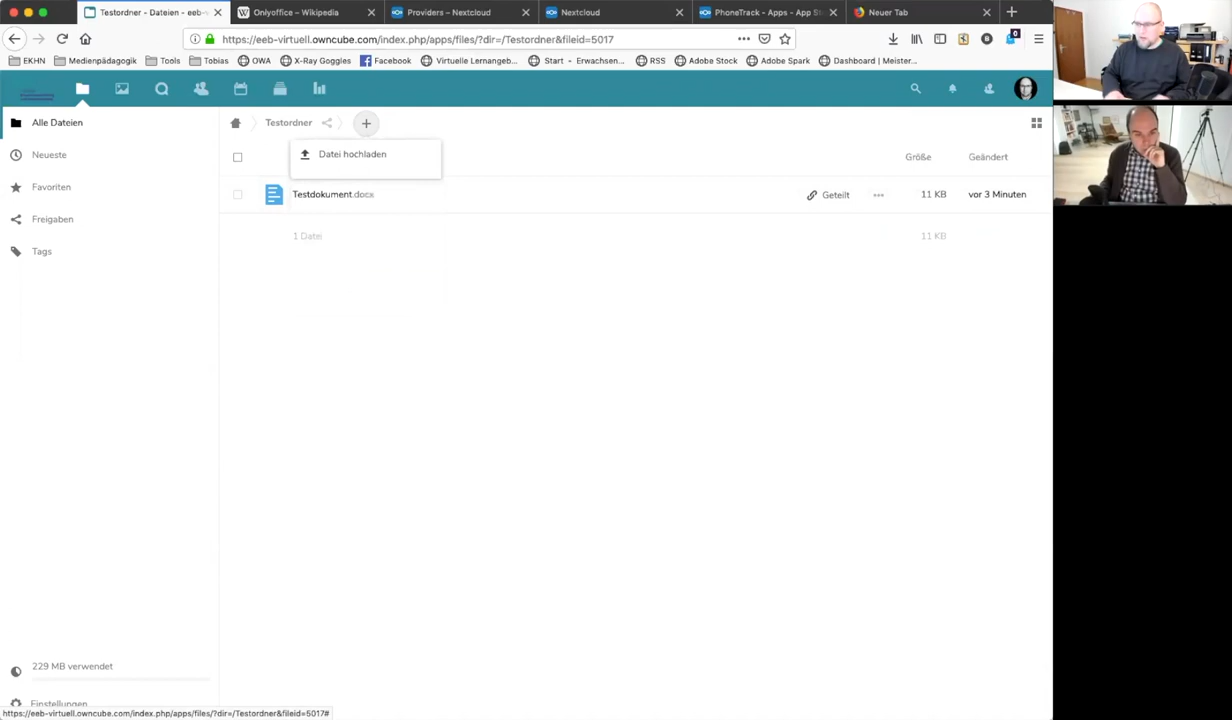 Testordner - Dateien - eeb-v
Onlyoffice – Wikipedia
Providers – Nextcloud
Nextcloud
PhoneTrack - Apps - App St
Neuer Tab
https://eeb-virtuell.owncube.com/index.php/apps/files/?dir=/Testordner&fileid=5017
0
EKHN
Medienpädagogik
Tools
Tobias
OWA
X-Ray Goggles
Facebook
Virtuelle Lernangeb...
Start - Erwachsen...
RSS
Adobe Stock
Adobe Spark
Dashboard | Meister...
Alle Dateien
Neueste
Favoriten
Freigaben
Tags
Testordner
Datei hochladen
Größe
Geändert
Testdokument.docx
Geteilt
11 KB
vor 3 Minuten
1 Datei
11 KB
229 MB verwendet
Einstellungen
https://eeb-virtuell.owncube.com/index.php/apps/files/?dir=/Testordner&fileid=5017#